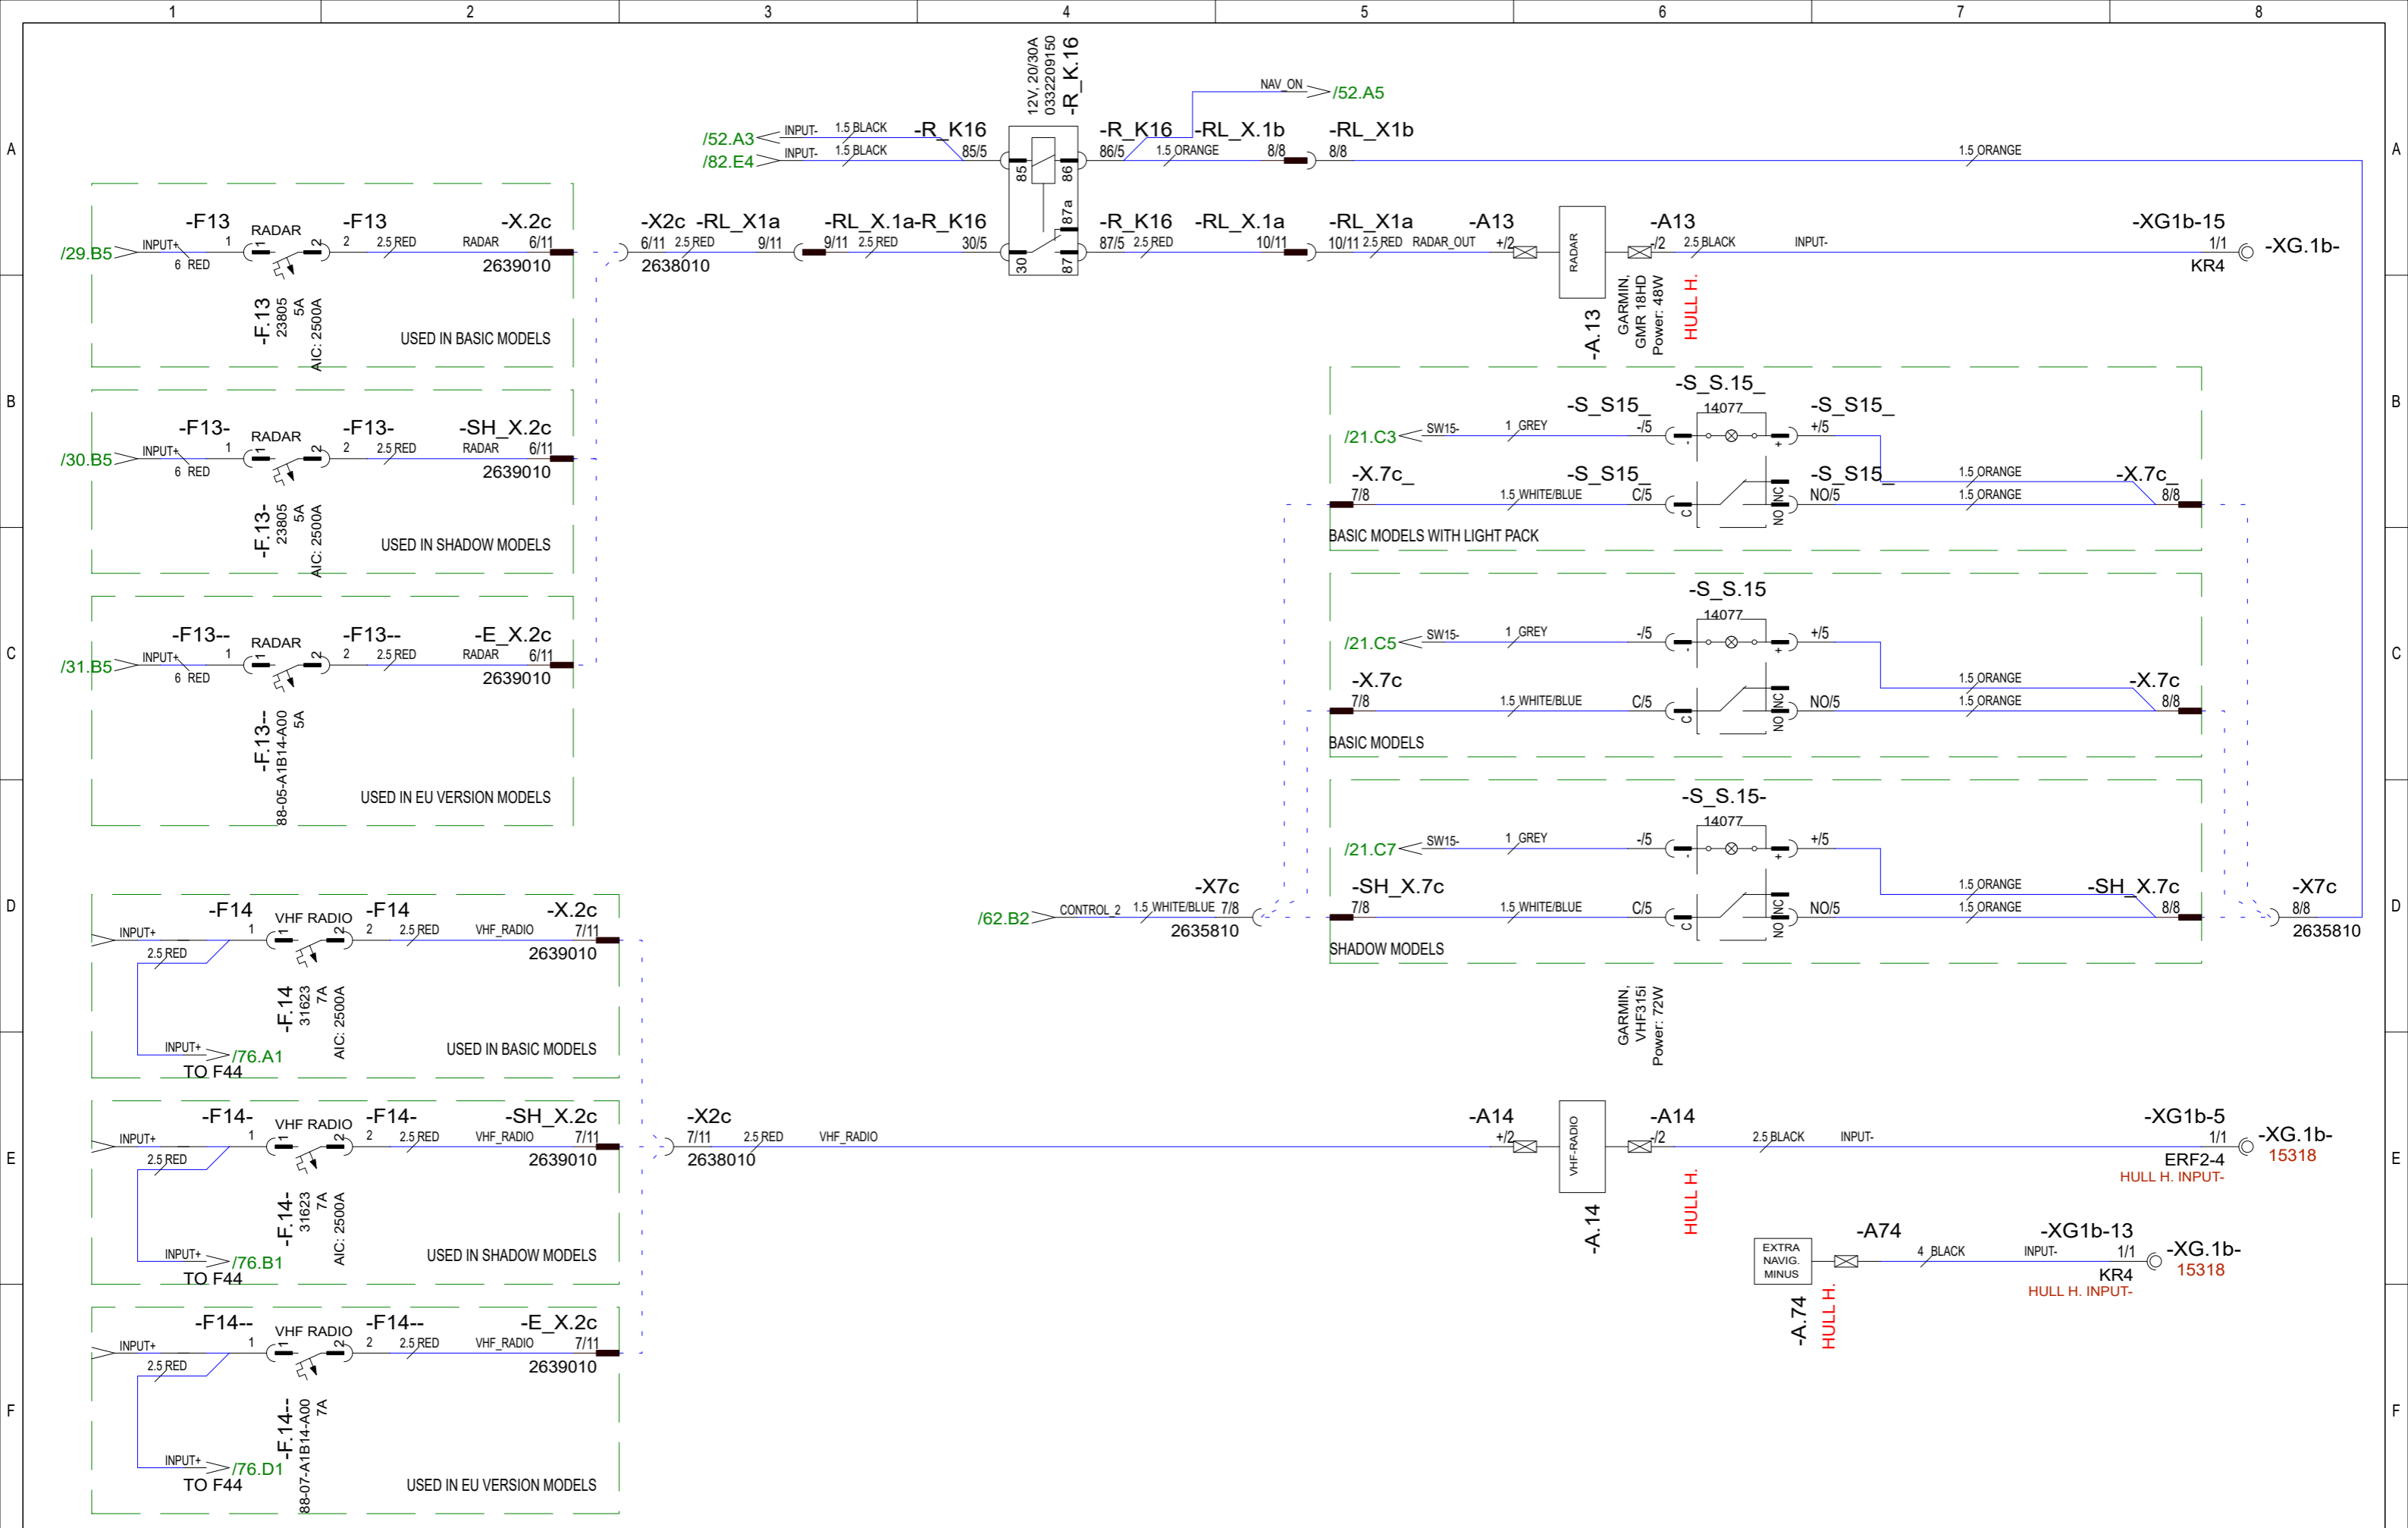 1 2 3 4 5 6 7 8
A A
B B
C C
D D
E E
F F
12V, 20/30A
0332209150
-R_K.16
NAV_ON /52.A5
/52.A3 INPUT- 1.5 BLACK -R_K16 -R_K16 -RL_X.1b -RL_X1b
/82.E4 INPUT- 1.5 BLACK 85/5 85 86 86/5 1.5 ORANGE 8/8 8/8 1.5 ORANGE
-F13 RADAR -F13 -X.2c -X2c -RL_X1a -RL_X.1a -R_K16 87a -R_K16 -RL_X.1a -RL_X1a -A13 -A13 -XG1b-15
/29.B5 INPUT+ 1 1 2 2 2.5 RED RADAR 6/11 6/11 2.5 RED 9/11 9/11 2.5 RED 30/5 30 87 87/5 2.5 RED 10/11 10/11 2.5 RED RADAR_OUT +/2 RADAR -/2 2.5 BLACK INPUT- 1/1 -XG.1b-
6 RED 2639010 2638010 KR4
-F.13
23805
5A
AIC: 2500A
USED IN BASIC MODELS
-A.13
GARMIN,
GMR 18HD
Power: 48W
HULL H.
-F13- RADAR -F13- -SH_X.2c
/30.B5 INPUT+ 1 1 2 2 2.5 RED RADAR 6/11
6 RED 2639010
-F.13-
23805
5A
AIC: 2500A
USED IN SHADOW MODELS
-S_S.15_
14077
-S_S15_ -S_S15_
/21.C3 SW15- 1 GREY -/5 - + +/5
-X.7c_ -S_S15_ -S_S15_ 1.5 ORANGE -X.7c_
7/8 1.5 WHITE/BLUE C/5 C NO NC NO/5 1.5 ORANGE 8/8
BASIC MODELS WITH LIGHT PACK
-F13-- RADAR -F13-- -E_X.2c
/31.B5 INPUT+ 1 1 2 2 2.5 RED RADAR 6/11
6 RED 2639010
-F.13--
88-05-A1B14-A00
5A
USED IN EU VERSION MODELS
-S_S.15
14077
/21.C5 SW15- 1 GREY -/5 - + +/5
-X.7c 1.5 ORANGE -X.7c
7/8 1.5 WHITE/BLUE C/5 C NO NC NO/5 1.5 ORANGE 8/8
BASIC MODELS
-S_S.15-
14077
/21.C7 SW15- 1 GREY -/5 - + +/5
-X7c -SH_X.7c 1.5 ORANGE -SH_X.7c -X7c
/62.B2 CONTROL_2 1.5 WHITE/BLUE 7/8 7/8 1.5 WHITE/BLUE C/5 C NO NC NO/5 1.5 ORANGE 8/8 8/8
2635810 2635810
SHADOW MODELS
-F14 VHF RADIO -F14 -X.2c
INPUT+ 1 1 2 2 2.5 RED VHF_RADIO 7/11
2.5 RED 2639010
-F.14
31623
7A
AIC: 2500A
INPUT+ /76.A1
TO F44
USED IN BASIC MODELS
GARMIN,
VHF315i
Power: 72W
-F14- VHF RADIO -F14- -SH_X.2c -X2c -A14 -A14 -XG1b-5
INPUT+ 1 1 2 2 2.5 RED VHF_RADIO 7/11 7/11 2.5 RED VHF_RADIO +/2 VHF-RADIO -/2 2.5 BLACK INPUT- 1/1 -XG.1b-
2.5 RED 2639010 2638010 ERF2-4 15318
HULL H. INPUT-
-F.14-
31623
7A
AIC: 2500A
INPUT+ /76.B1
TO F44
USED IN SHADOW MODELS
-A.14
HULL H.
-A74 -XG1b-13
EXTRA
NAVIG.
MINUS
4 BLACK INPUT- 1/1 -XG.1b-
KR4 15318
HULL H. INPUT-
-A.74
HULL H.
-F14-- VHF RADIO -F14-- -E_X.2c
INPUT+ 1 1 2 2 2.5 RED VHF_RADIO 7/11
2.5 RED 2639010
-F.14--
88-07-A1B14-A00
7A
INPUT+ /76.D1
TO F44
USED IN EU VERSION MODELS